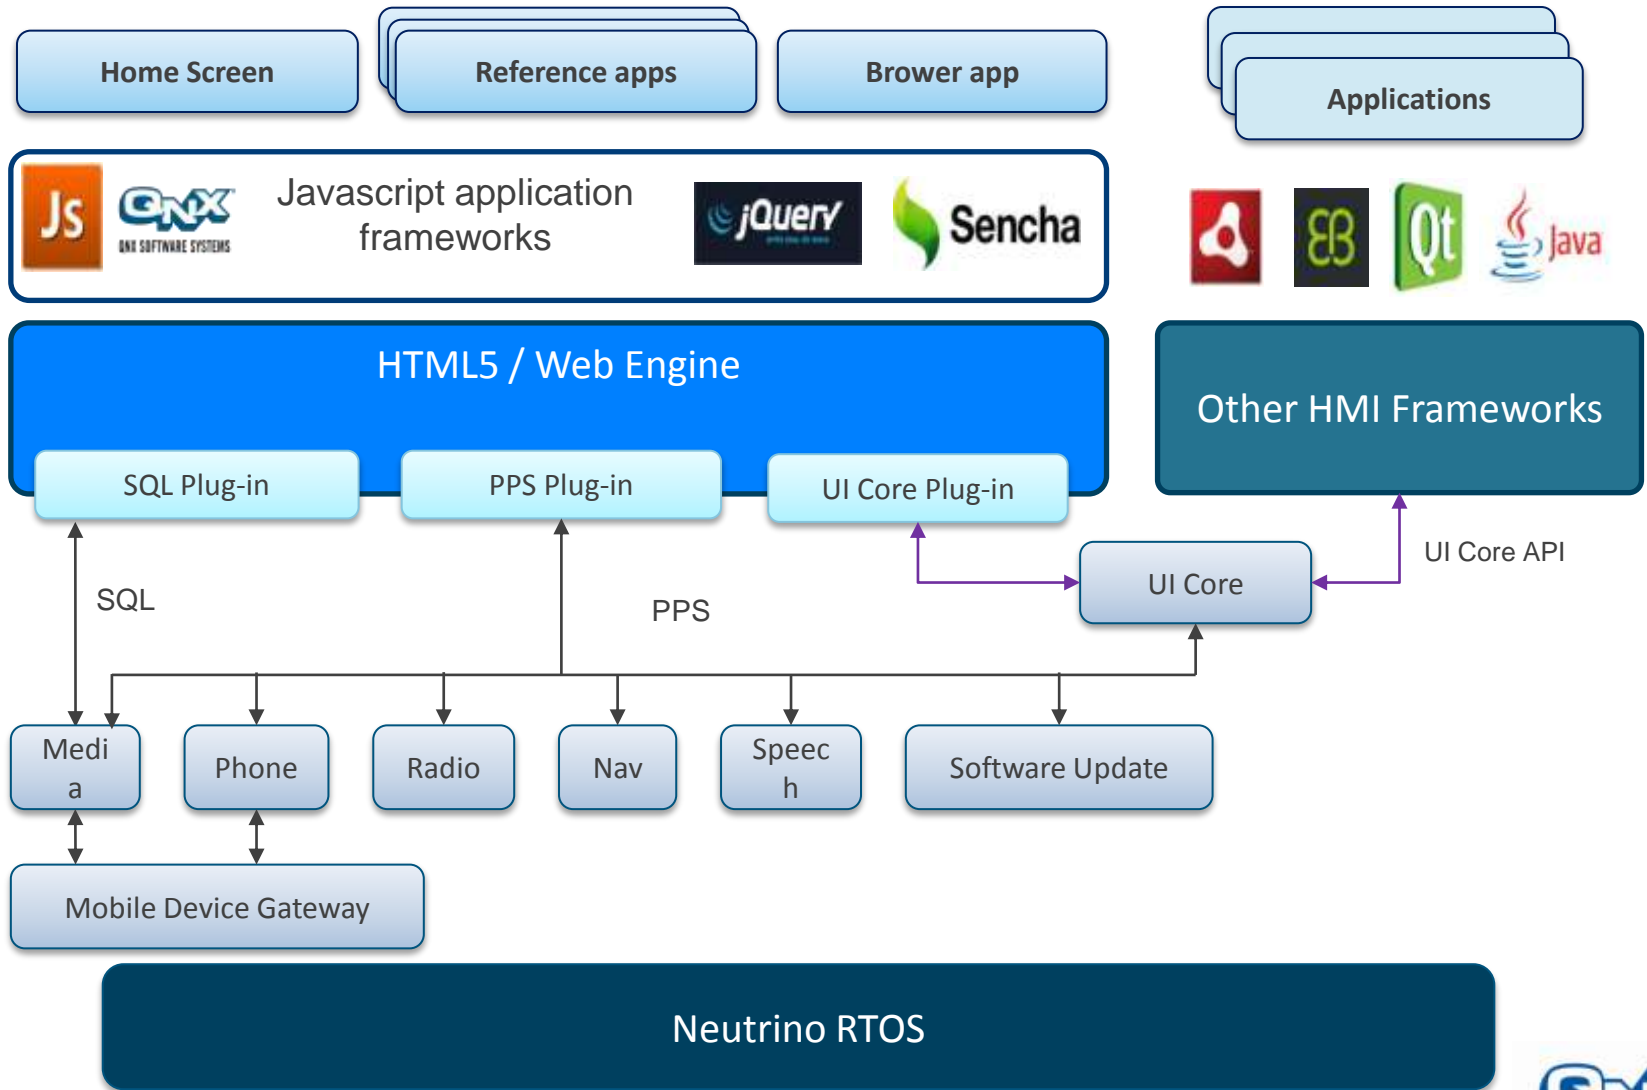 Home Screen
Reference apps
Brower app
Applications
Js
QNX
QNX SOFTWARE SYSTEMS
Javascript application
frameworks
jQuery
Sencha
Qt
Java
HTML5 / Web Engine
Other HMI Frameworks
SQL Plug-in
PPS Plug-in
UI Core Plug-in
UI Core API
UI Core
SQL
PPS
Medi
a
Phone
Radio
Nav
Speec
h
Software Update
Mobile Device Gateway
Neutrino RTOS